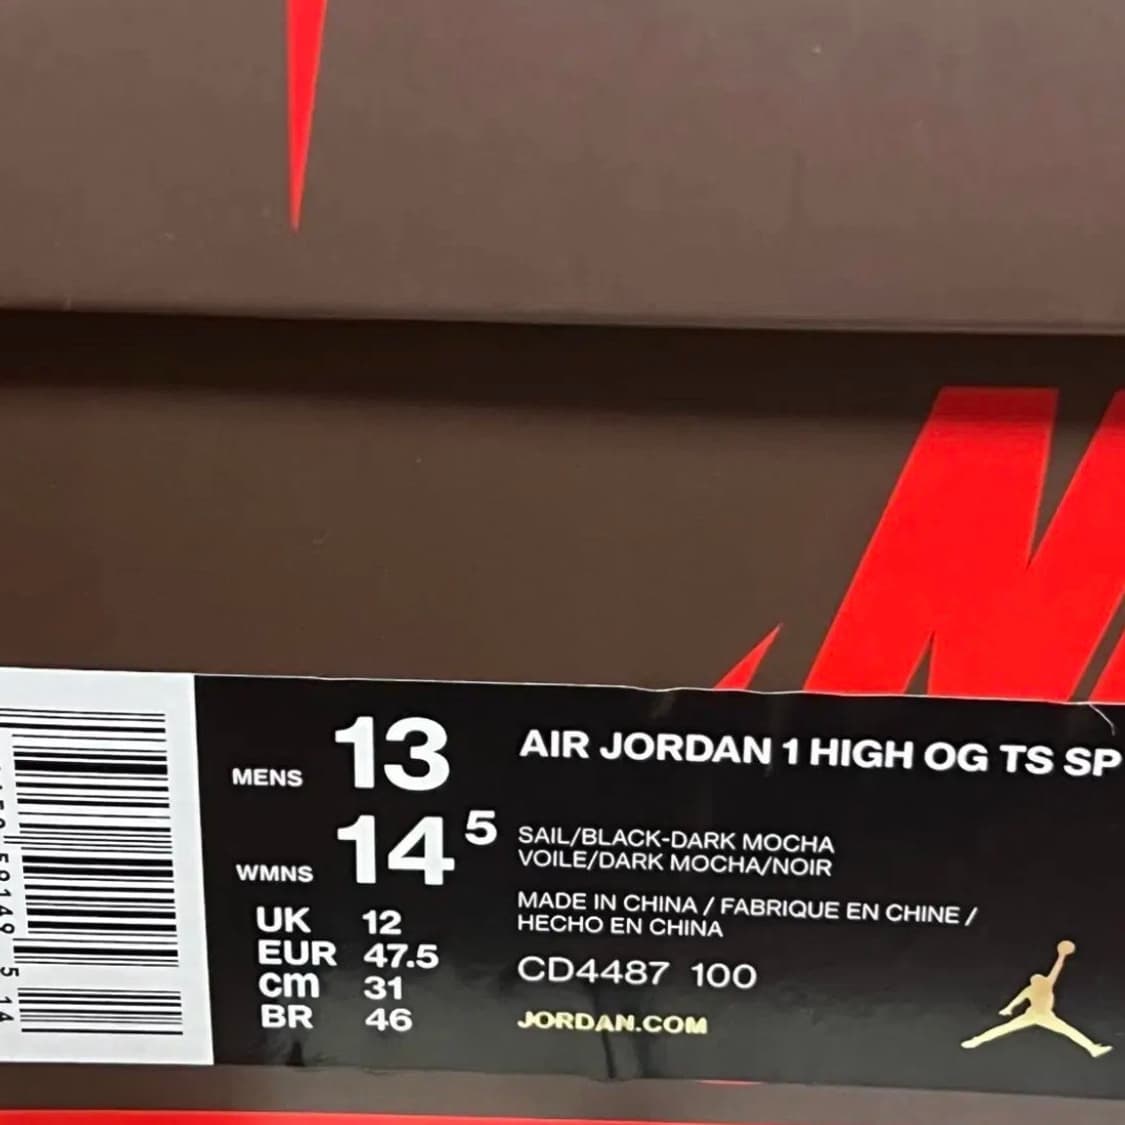 MENS 13 AIR JORDAN 1 HIGH OG TS SP
WMNS 14 5 SAIL/BLACK-DARK MOCHA
VOILE/DARK MOCHA/NOIR
UK 12 MADE IN CHINA / FABRIQUE EN CHINE /
HECHO EN CHINA
EUR 47.5
cm 31 CD4487 100
BR 46 JORDAN.COM